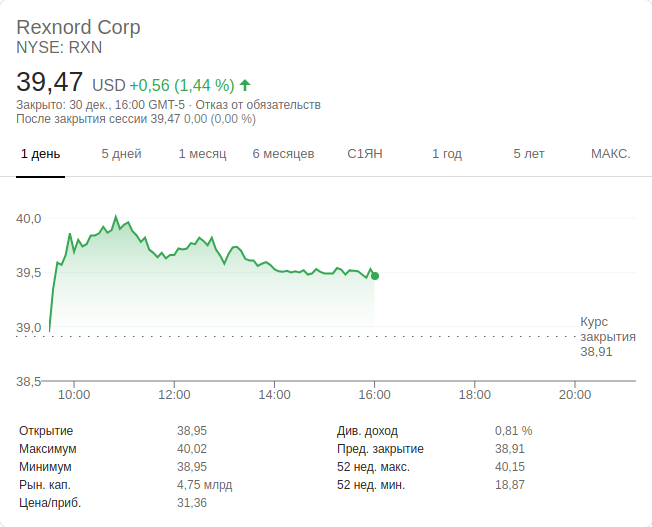 Rexnord Corp
NYSE: RXN
39,47 USD +0,56 (1,44 %)
Закрыто: 30 дек., 16:00 GMT-5 · Отказ от обязательств
После закрытия сессии 39,47 0,00 (0,00 %)
1 день 5 дней 1 месяц 6 месяцев С1ЯН 1 год 5 лет МАКС.
40,0
39,5
39,0
Курс
закрытия
38,91
38,5
10:00 12:00 14:00 16:00 18:00 20:00
Открытие 38,95 Див. доход 0,81 %
Максимум 40,02 Пред. закрытие 38,91
Минимум 38,95 52 нед. макс. 40,15
Рын. кап. 4,75 млрд 52 нед. мин. 18,87
Цена/приб. 31,36